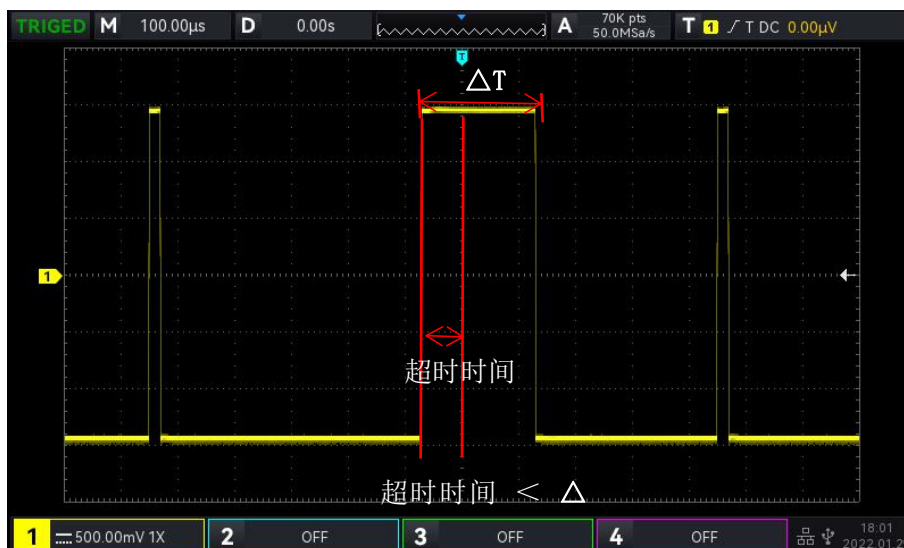 TRIGED M 100.00μs D 0.00s A 70K pts 50.0MSa/s T 1 T DC 0.00μV
T
△T
1
超时时间
超时时间 < △
1 500.00mV 1X 2 OFF 3 OFF 4 OFF 18:01
2022.01.2